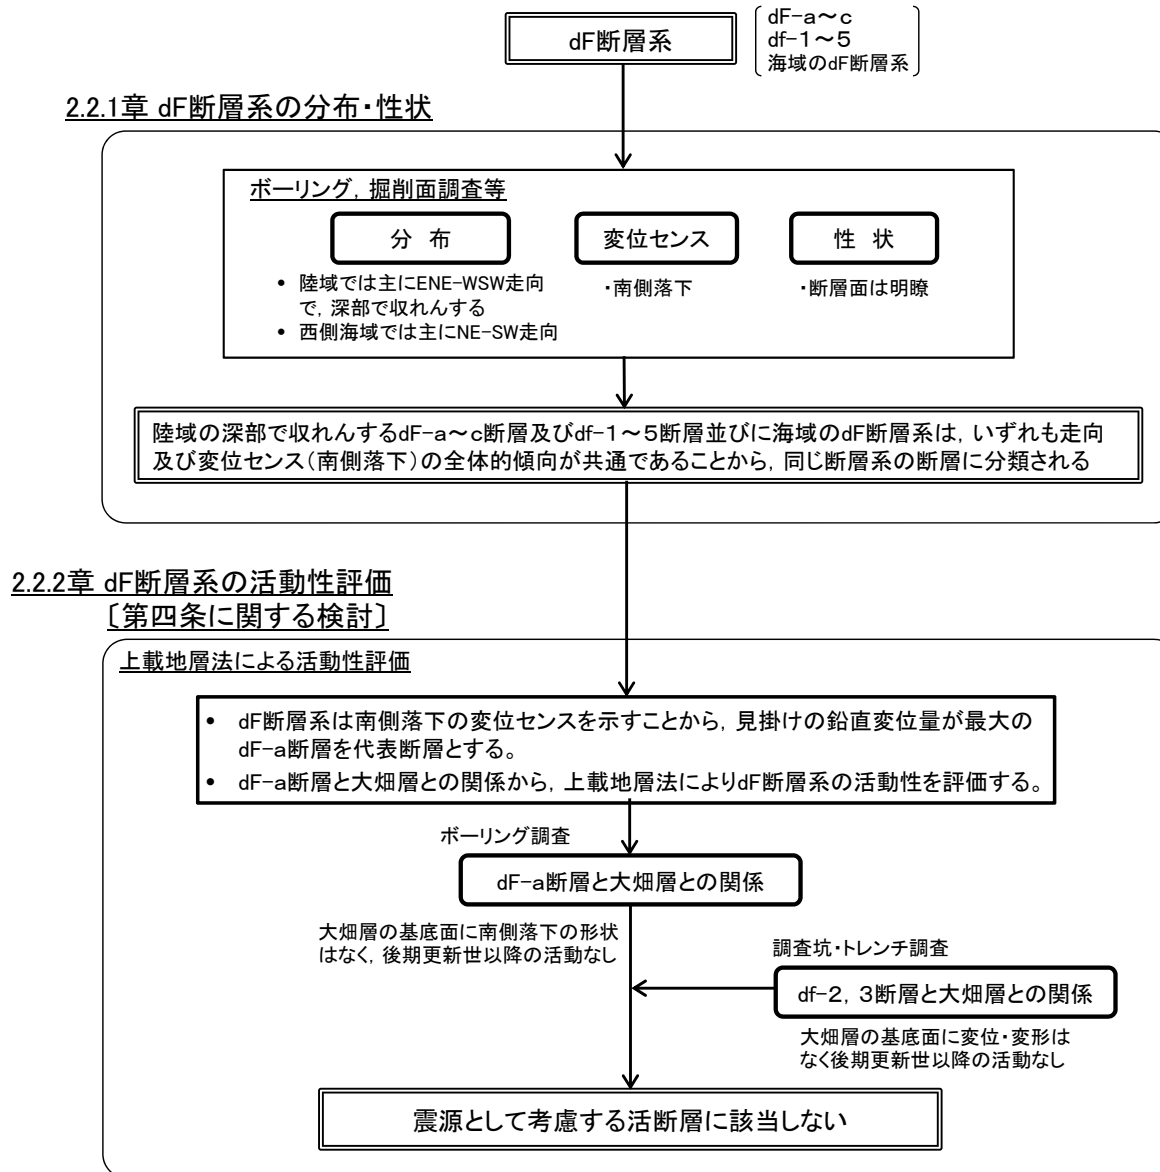 dF断層系
dF-a～c
df-1～5
海域のdF断層系
2.2.1章 dF断層系の分布・性状
ボーリング，掘削面調査等
分 布
変位センス
性 状
• 陸域では主にENE-WSW走向
で，深部で収れんする
• 西側海域では主にNE-SW走向
・南側落下
・断層面は明瞭
陸域の深部で収れんするdF-a～c断層及びdf-1～5断層並びに海域のdF断層系は，いずれも走向
及び変位センス（南側落下）の全体的傾向が共通であることから，同じ断層系の断層に分類される
2.2.2章 dF断層系の活動性評価
〔第四条に関する検討〕
上載地層法による活動性評価
• dF断層系は南側落下の変位センスを示すことから，見掛けの鉛直変位量が最大の
dF-a断層を代表断層とする。
• dF-a断層と大畑層との関係から，上載地層法によりdF断層系の活動性を評価する。
ボーリング調査
dF-a断層と大畑層との関係
大畑層の基底面に南側落下の形状
はなく，後期更新世以降の活動なし
調査坑・トレンチ調査
df-2，3断層と大畑層との関係
大畑層の基底面に変位・変形は
なく後期更新世以降の活動なし
震源として考慮する活断層に該当しない